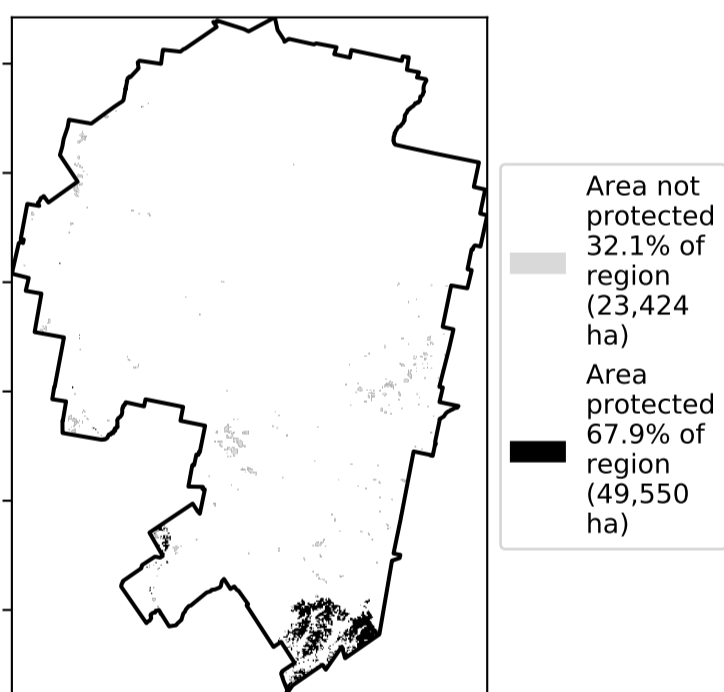 Area not
protected
32.1% of
region
(23,424
ha)
Area
protected
67.9% of
region
(49,550
ha)